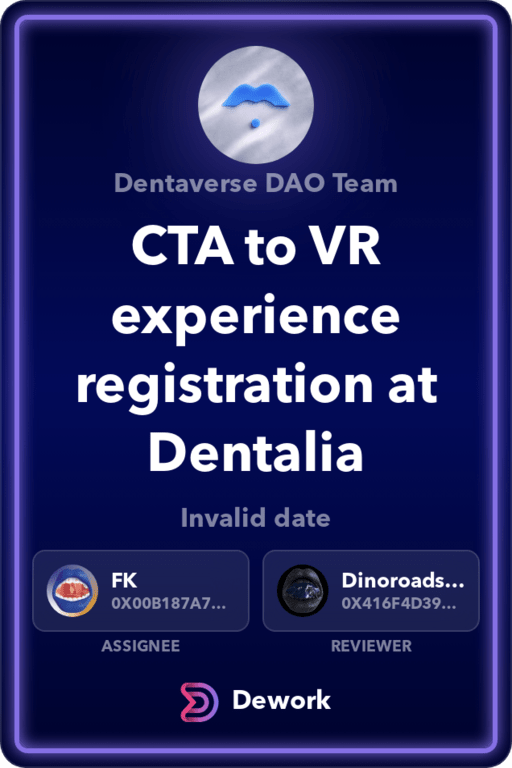 Dentaverse DAO Team
CTA to VR
experience
registration at
Dentalia
Invalid date
FK
0X00B187A7...
ASSIGNEE
Dinoroads...
0X416F4D39...
REVIEWER
Dework